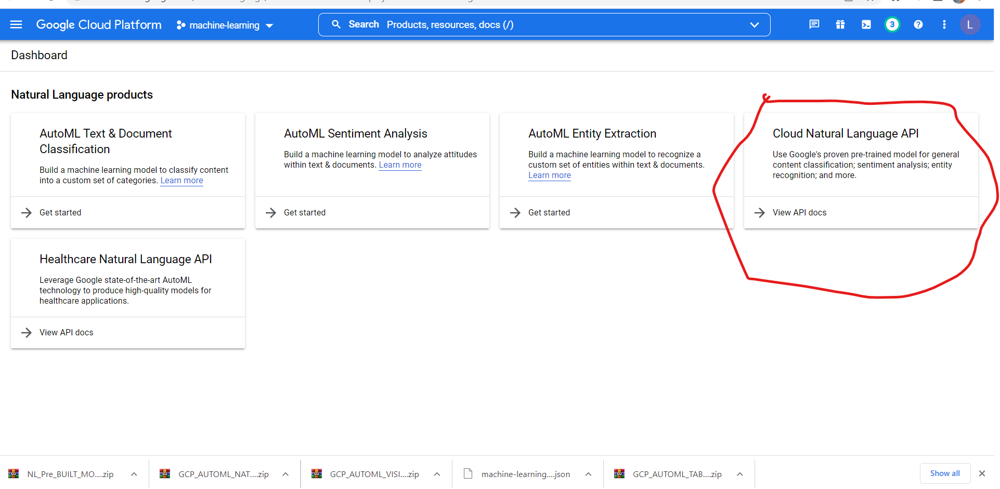 Google Cloud Platform
machine-learning
Search Products, resources, docs (/)
3
?
L
Dashboard
Natural Language products
AutoML Text & Document
Classification
Build a machine learning model to classify content
into a custom set of categories. Learn more
Get started
AutoML Sentiment Analysis
Build a machine learning model to analyze attitudes
within text & documents. Learn more
Get started
AutoML Entity Extraction
Build a machine learning model to recognize a
custom set of entities within text & documents.
Learn more
Get started
Cloud Natural Language API
Use Google's proven pre-trained model for general
content classification; sentiment analysis; entity
recognition; and more.
View API docs
Healthcare Natural Language API
Leverage Google state-of-the-art AutoML
technology to produce high-quality models for
healthcare applications.
View API docs
NL_Pre_BUILT_MO....zip
GCP_AUTOML_NAT....zip
GCP_AUTOML_VISI....zip
machine-learning....json
GCP_AUTOML_TAB....zip
Show all